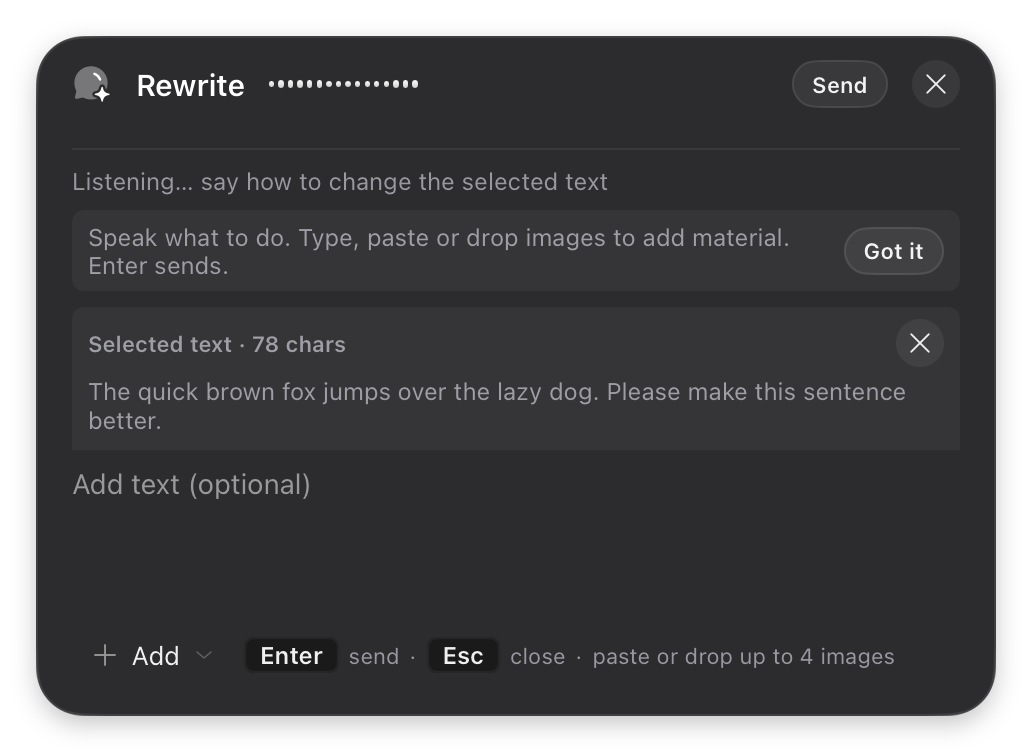 Rewrite
Send
Listening... say how to change the selected text
Speak what to do. Type, paste or drop images to add material.
Enter sends.
Got it
Selected text · 78 chars
The quick brown fox jumps over the lazy dog. Please make this sentence
better.
Add text (optional)
Add Enter send · Esc close · paste or drop up to 4 images